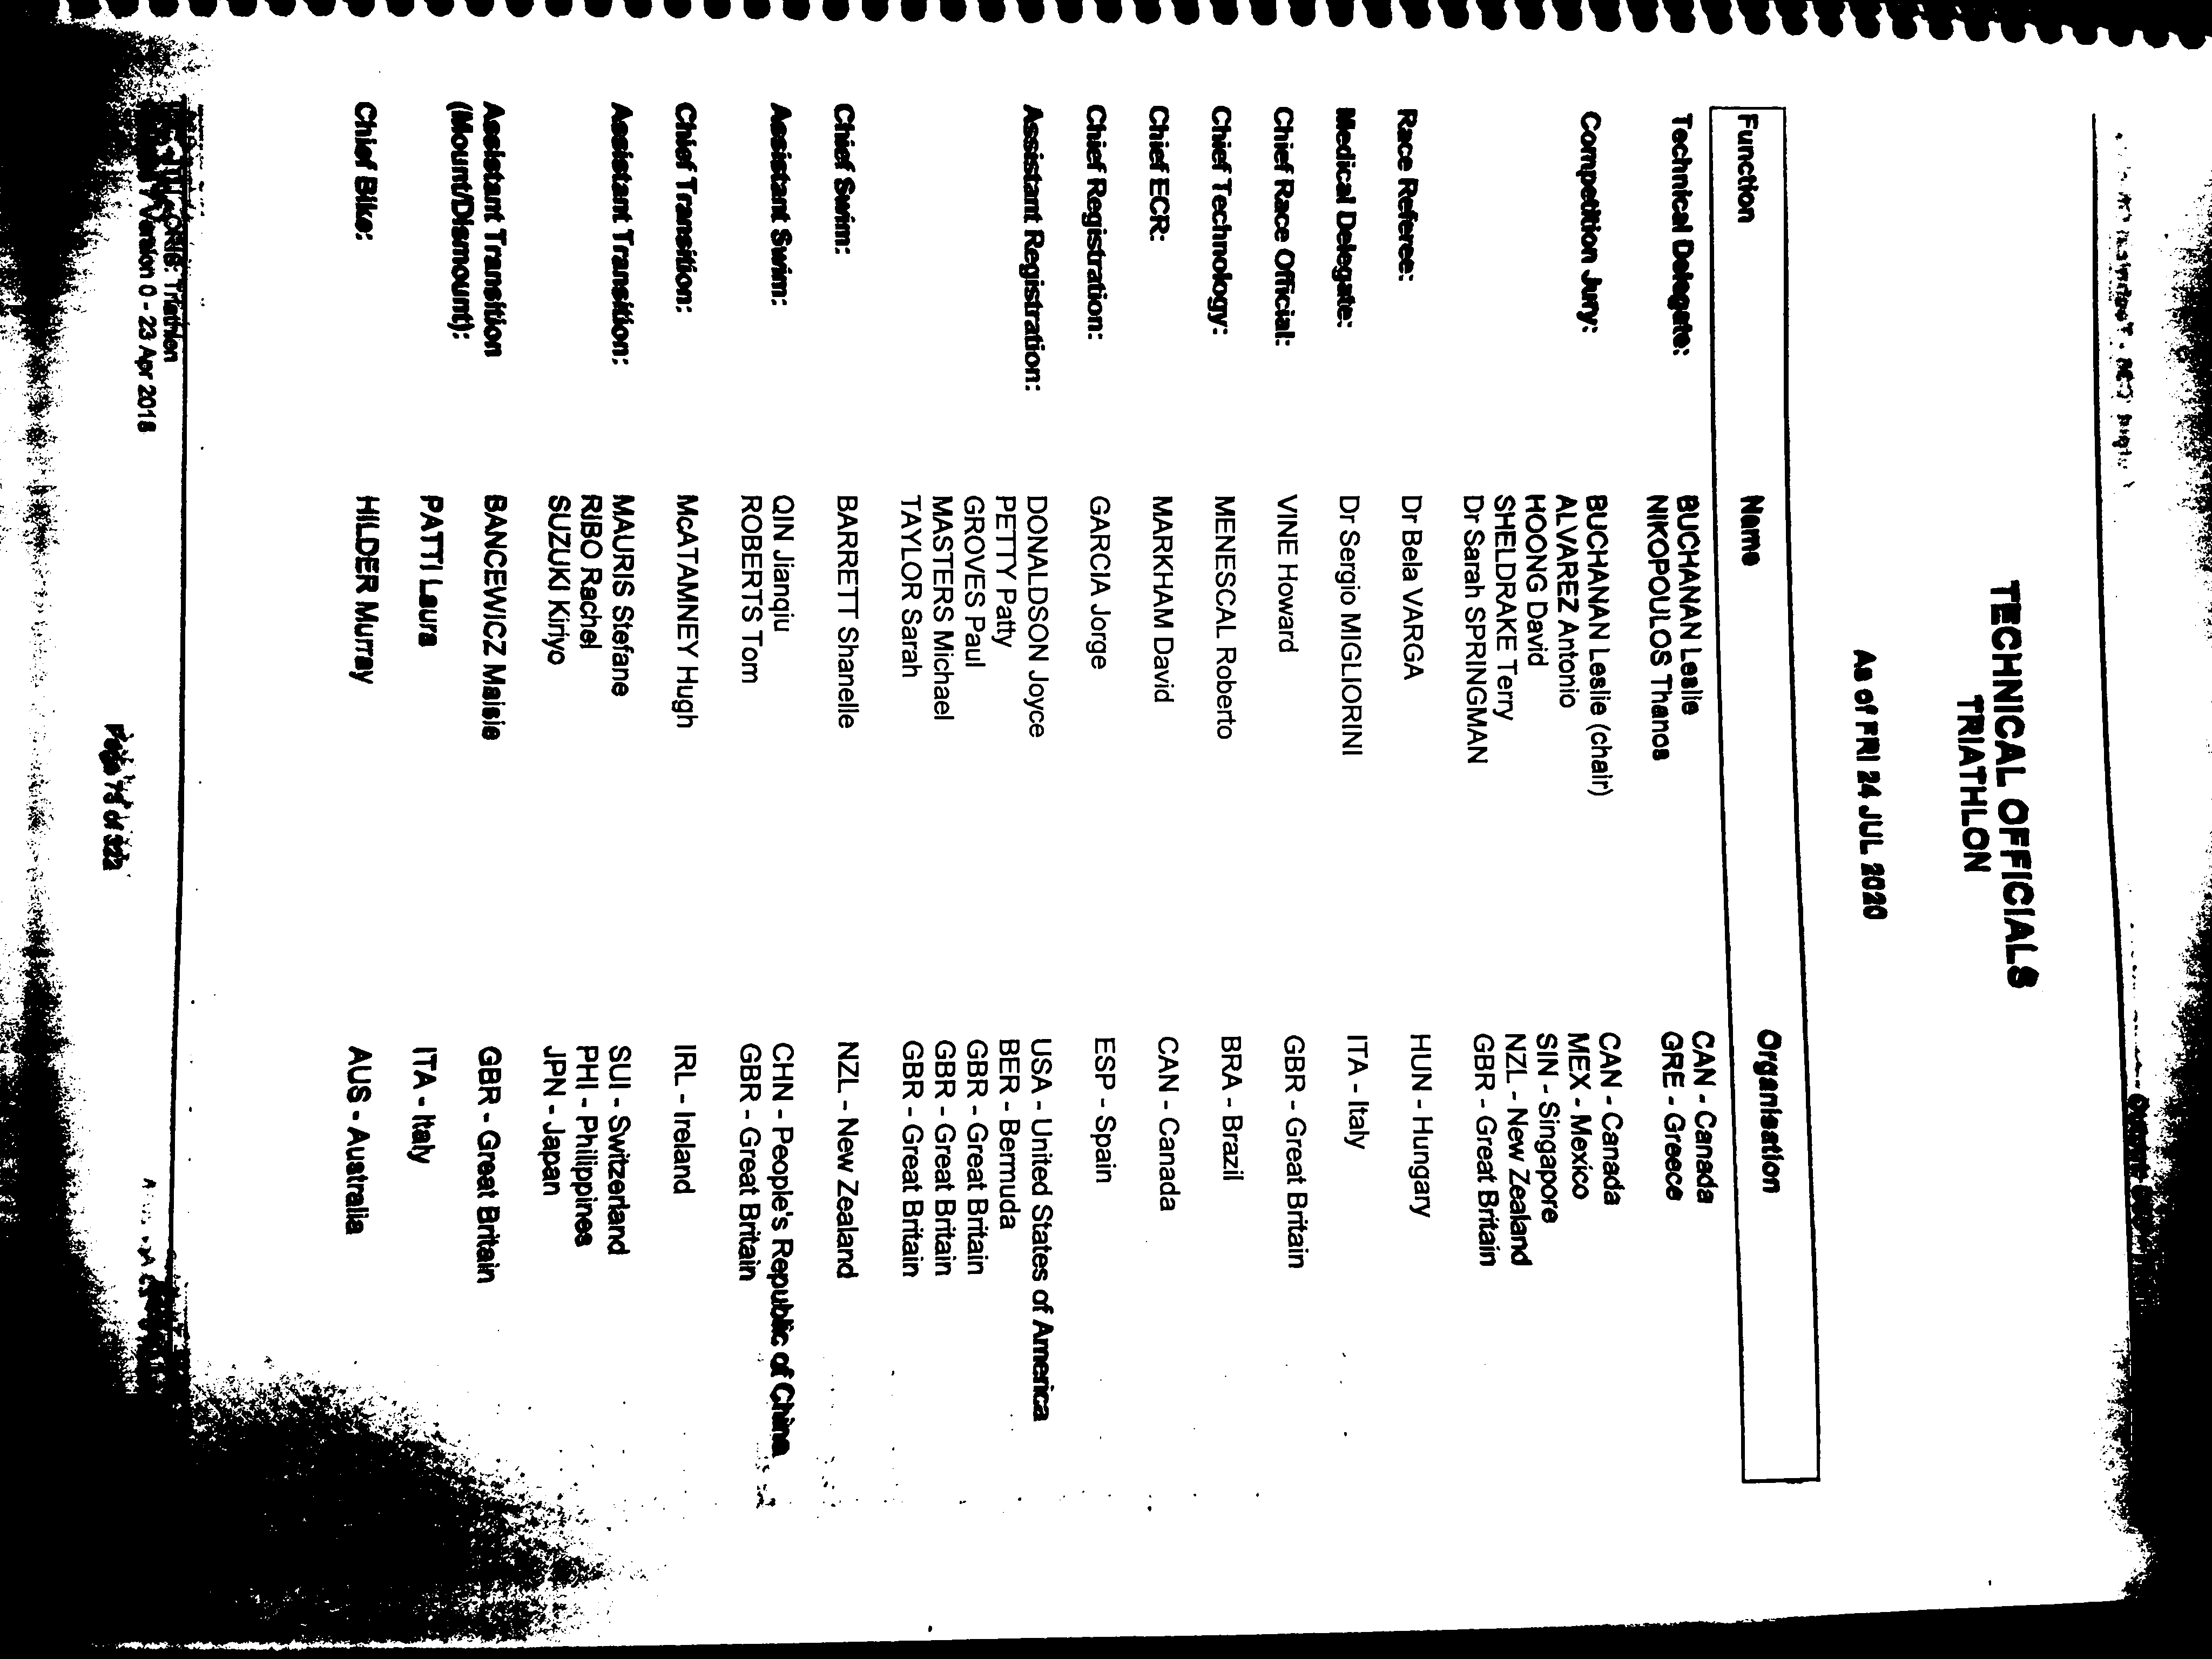 TECHNICAL OFFICIALS
TRIATHLON
As of FRI 24 JUL 2020
Function Name Organisation
Technical Delegate: BUCHANAN Leslie CAN - Canada
NIKOPOULOS Thanos GRE - Greece
Competition Jury: BUCHANAN Leslie (chair) CAN - Canada
ALVAREZ Antonio MEX - Mexico
HOONG David SIN - Singapore
SHELDRAKE Terry NZL - New Zealand
Dr Sarah SPRINGMAN GBR - Great Britain
Race Referee: Dr Bela VARGA HUN - Hungary
Medical Delegate: Dr Sergio MIGLIORINI ITA - Italy
Chief Race Official: VINE Howard GBR - Great Britain
Chief Technology: MENESCAL Roberto BRA - Brazil
Chief ECR: MARKHAM David CAN - Canada
Chief Registration: GARCIA Jorge ESP - Spain
Assistant Registration: DONALDSON Joyce USA - United States of America
PETTY Patty BER - Bermuda
GROVES Paul GBR - Great Britain
MASTERS Michael GBR - Great Britain
TAYLOR Sarah GBR - Great Britain
Chief Swim: BARRETT Shanelle NZL - New Zealand
Assistant Swim: QIN Jianqiu CHN - People's Republic of China
ROBERTS Tom GBR - Great Britain
Chief Transition: McATAMNEY Hugh IRL - Ireland
Assistant Transition: MAURIS Stefane SUI - Switzerland
RIBO Rachel PHI - Philippines
SUZUKI Kiriyo JPN - Japan
Assistant Transition BANCEWICZ Maisie GBR - Great Britain
(Mount/Dismount):
PATTI Laura ITA - Italy
Chief Bike: HILDER Murray AUS - Australia
ORIS: Triathlon
Version 0 - 23 Apr 2018
Page 75 of 322